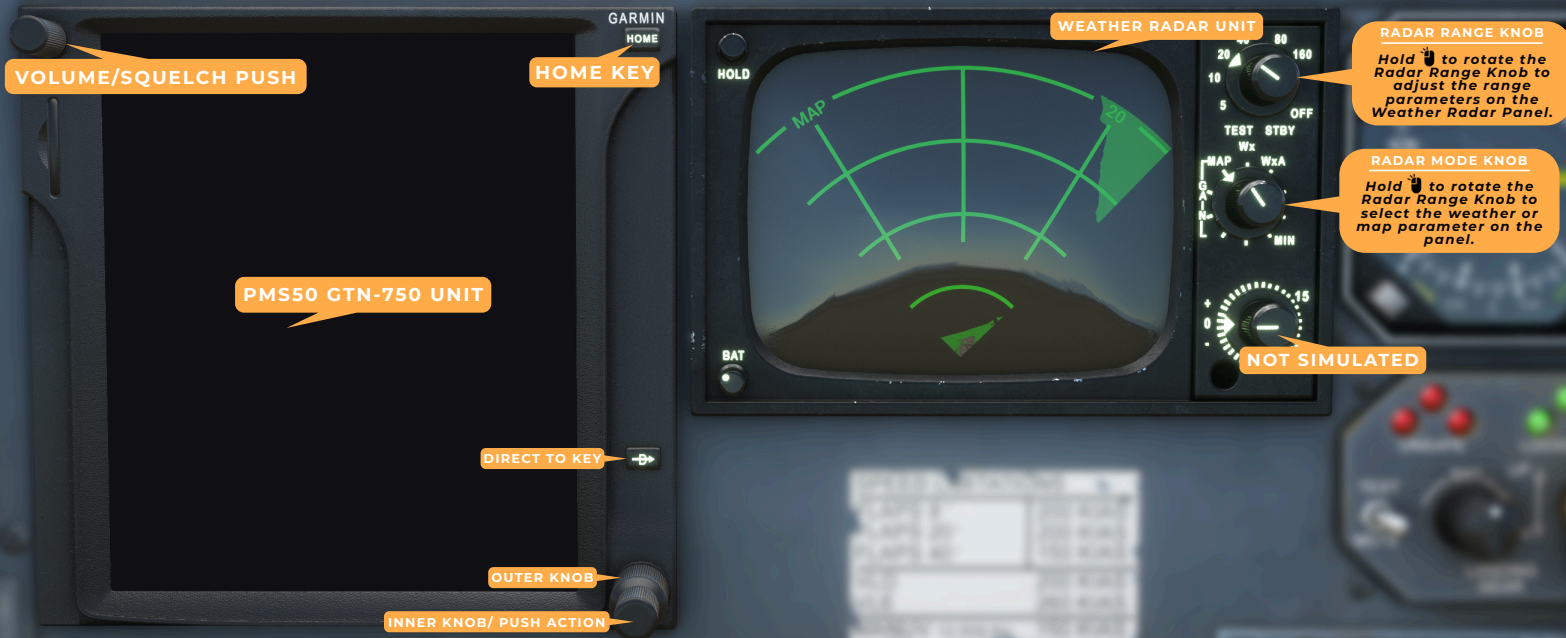 GARMIN
HOME
VOLUME/SQUELCH PUSH
HOME KEY
PMS50 GTN-750 UNIT
DIRECT TO KEY
D
OUTER KNOB
INNER KNOB/ PUSH ACTION
WEATHER RADAR UNIT
HOLD
MAP
20
BAT
40
80
20
160
10
5
OFF
TEST STBY
Wx
MAP
WxA
GAIN
MIN
+
15
0
-
NOT SIMULATED
RADAR RANGE KNOB
Hold to rotate the
Radar Range Knob to
adjust the range
parameters on the
Weather Radar Panel.
RADAR MODE KNOB
Hold to rotate the
Radar Range Knob to
select the weather or
map parameter on the
panel.